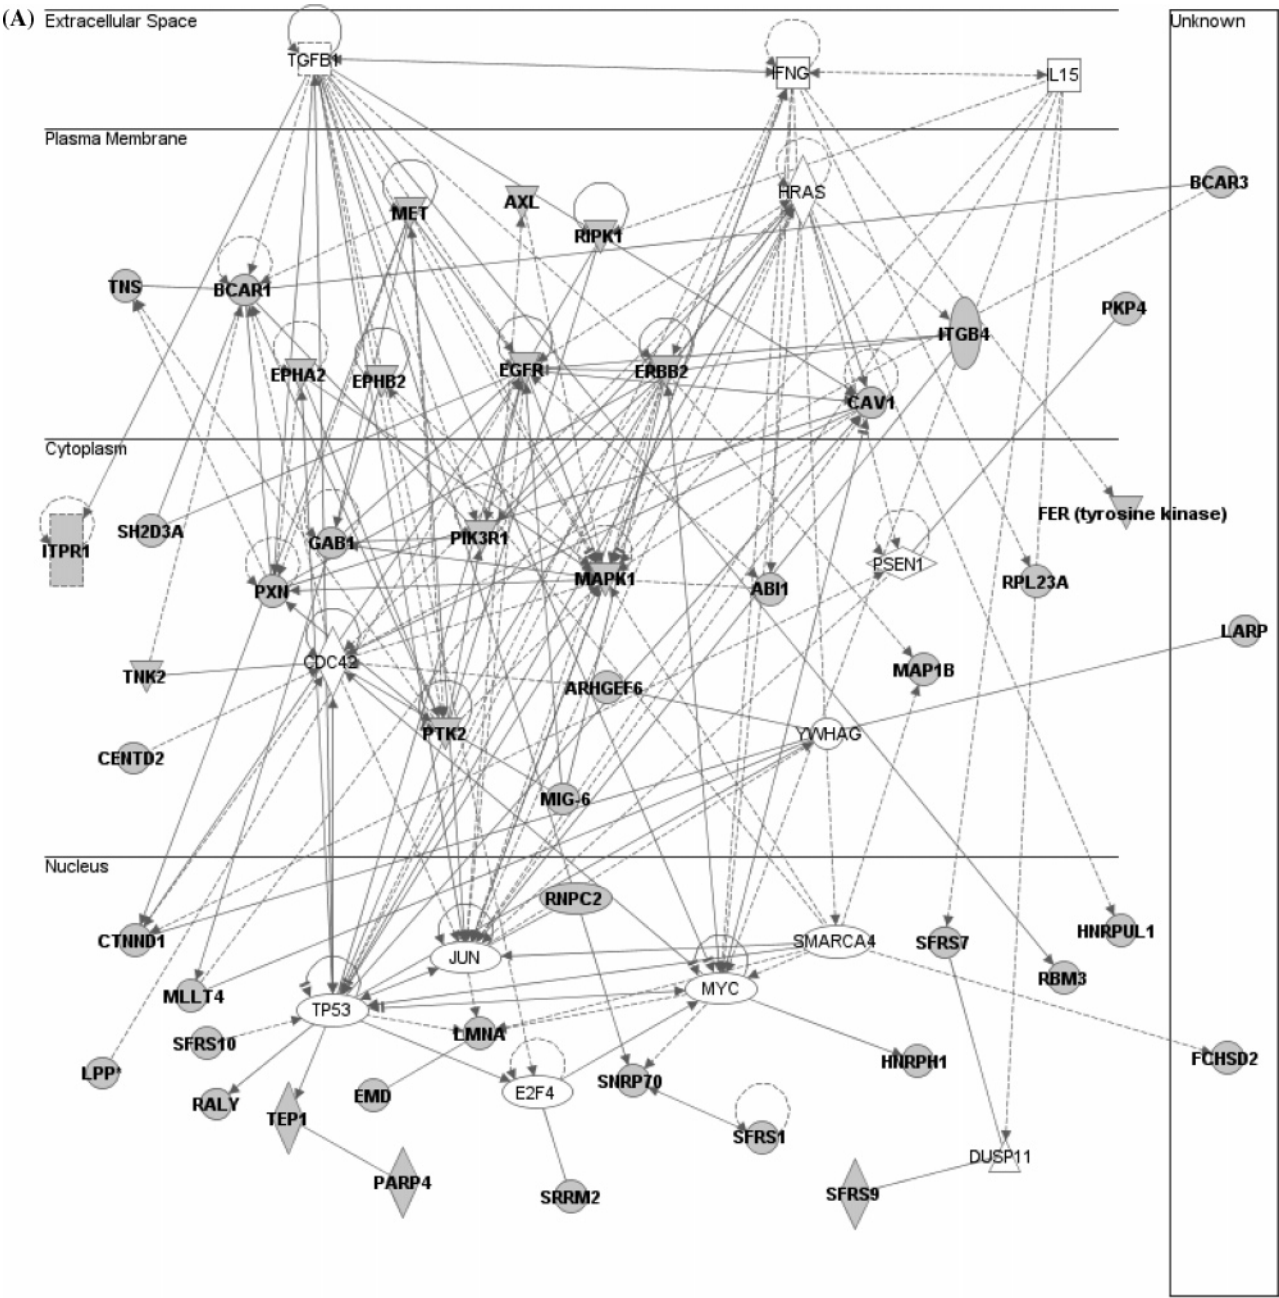 (A) Extracellular Space
Unknown
TGFB1
IFNG
IL15
Plasma Membrane
BCAR3
HRAS
AXL
MET
RIPK1
TNS
BCAR1
PKP4
ITGB4
EPHA2
EPHB2
EGFR
ERBB2
CAV1
Cytoplasm
FER (tyrosine kinase)
SH2D3A
ITPR1
GAB1
PIK3R1
PSEN1
MAPK1
RPL23A
PXN
ABI1
LARP
CDC42
TNK2
MAP1B
ARHGEF6
PTK2
YWHAG
CENTD2
MIG-6
Nucleus
RNPC2
CTNND1
HNRPUL1
SMARCA4
SFRS7
JUN
RBM3
MYC
MLLT4
TP53
LMNA
SFRS10
FCHSD2
HNRPH1
LPP*
SNRP70
E2F4
EMD
RALY
TEP1
SFRS1
DUSP11
PARP4
SFRS9
SRRM2